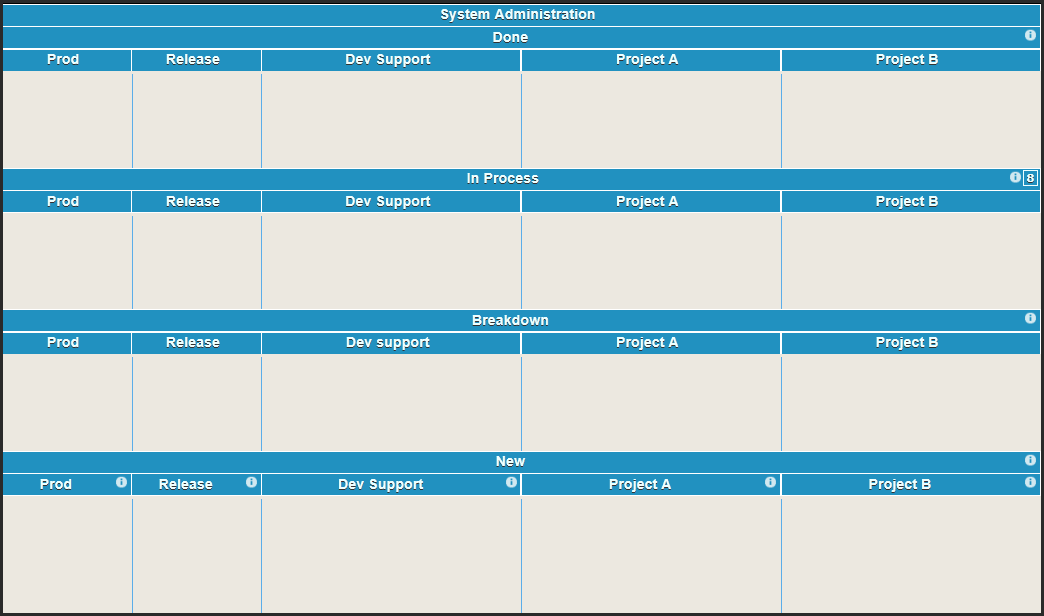 System Administration
Done
Prod Release Dev Support Project A Project B
In Process 8
Prod Release Dev Support Project A Project B
Breakdown
Prod Release Dev support Project A Project B
New
Prod Release Dev Support Project A Project B